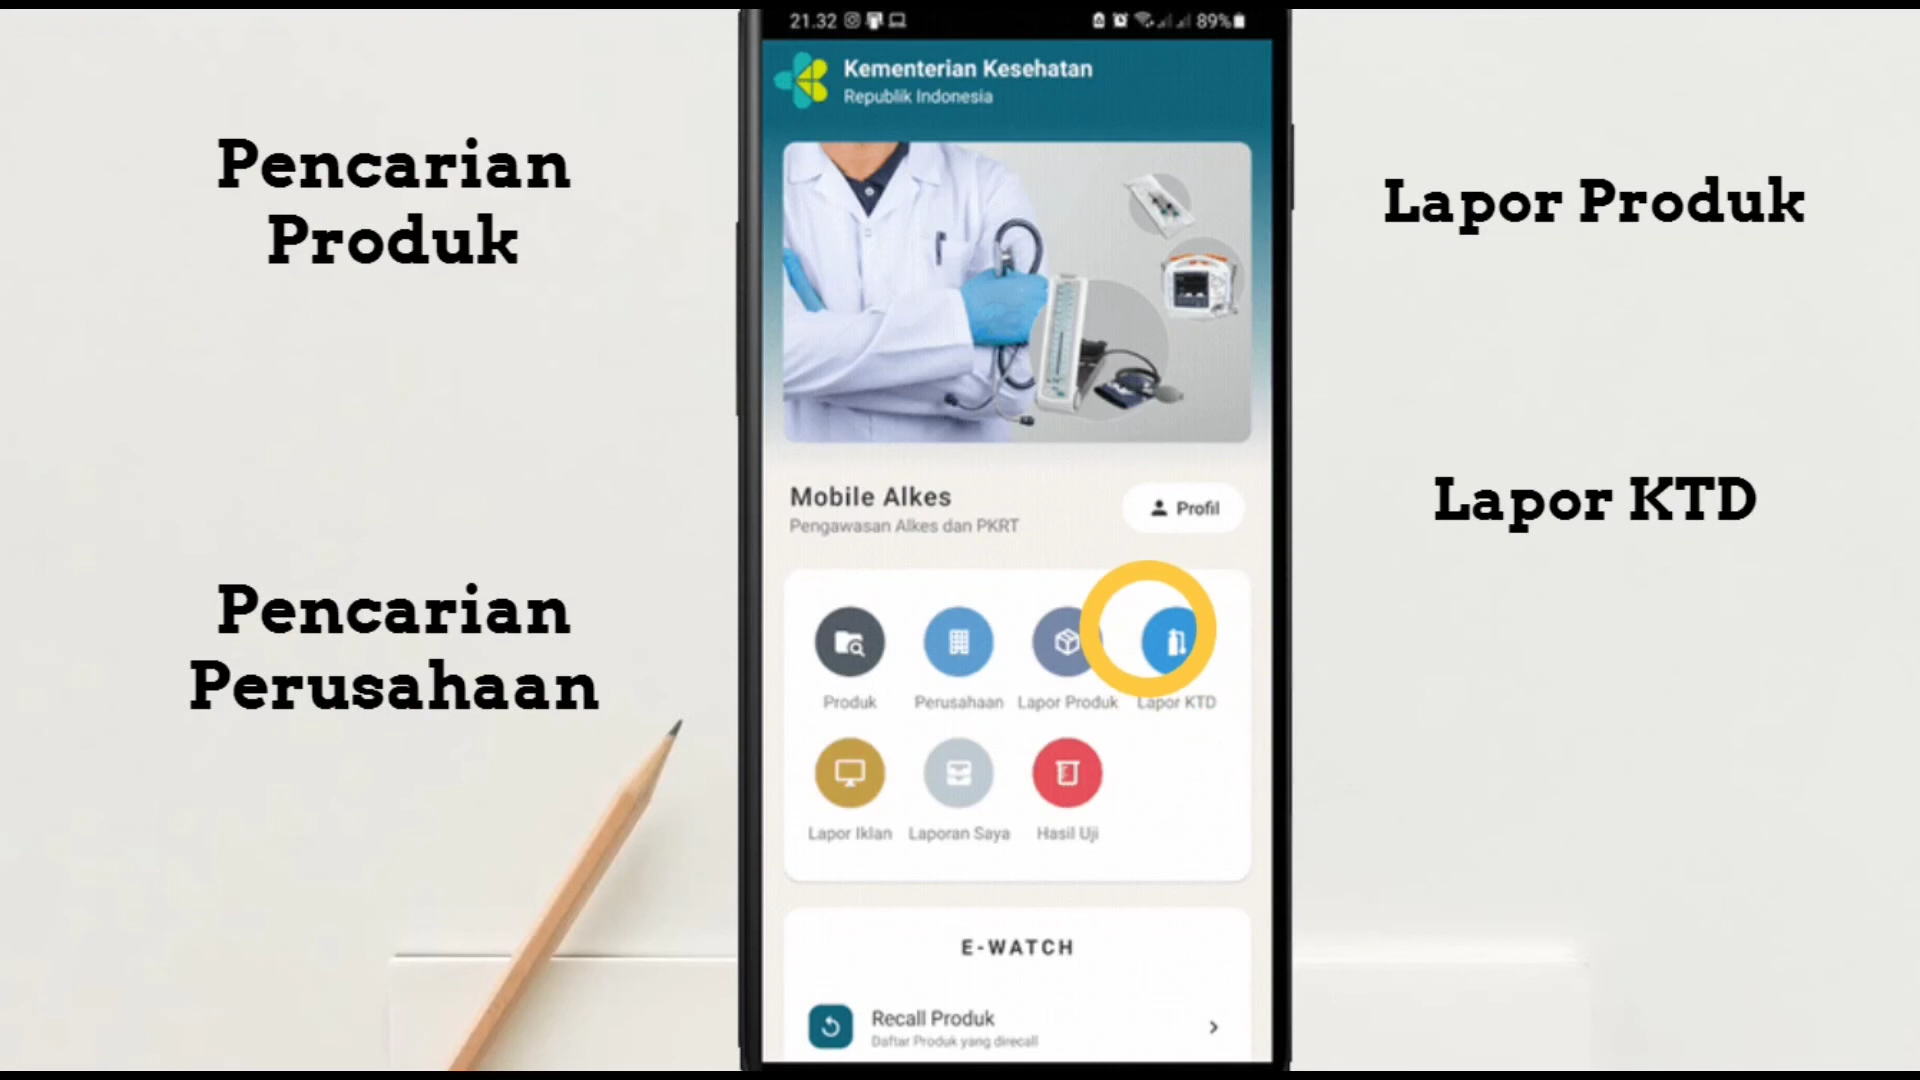 Pencarian
Produk
Pencarian
Perusahaan
21.32
89%
Kementerian Kesehatan
Republik Indonesia
Mobile Alkes
Pengawasan Alkes dan PKRT
Profil
Produk
Perusahaan
Lapor Produk
Lapor KTD
Lapor Iklan
Laporan Saya
Hasil Uji
E-WATCH
Recall Produk
Daftar Produk yang direcall
Lapor Produk
Lapor KTD